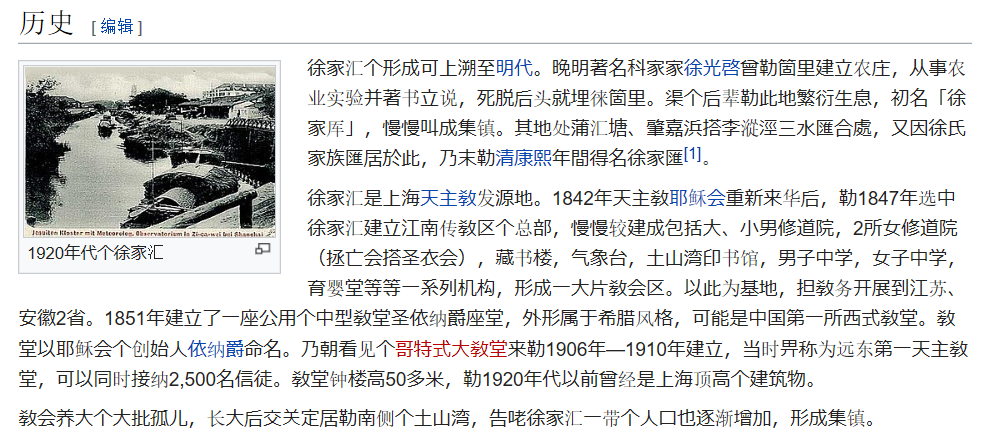 历史 [ 编辑 ]
徐家汇个形成可上溯至明代。晚明著名科家家徐光启曾勒箇里建立农庄，从事农
业实验并著书立说，死脱后头就埋徕箇里。渠个后辈勒此地繁衍生息，初名「徐
家厍」，慢慢叫成集镇。其地处蒲汇塘、肇嘉浜搭李漎涇三水匯合處，又因徐氏
家族匯居於此，乃末勒清康熙年間得名徐家匯[1]。
徐家汇是上海天主教发源地。1842年天主教耶稣会重新来华后，勒1847年选中
徐家汇建立江南传教区个总部，慢慢较建成包括大、小男修道院，2所女修道院
（拯亡会搭圣衣会），藏书楼，气象台，土山湾印书馆，男子中学，女子中学，
育婴堂等等一系列机构，形成一大片教会区。以此为基地，担教务开展到江苏、
安徽2省。1851年建立了一座公用个中型教堂圣依纳爵座堂，外形属于希腊风格，可能是中国第一所西式教堂。教
堂以耶稣会个创始人依纳爵命名。乃朝看见个哥特式大教堂来勒1906年—1910年建立，当时畀称为远东第一天主教
堂，可以同时接纳2,500名信徒。教堂钟楼高50多米，勒1920年代以前曾经是上海顶高个建筑物。
教会养大个大批孤儿，长大后交关定居勒南侧个土山湾，告咾徐家汇一带个人口也逐渐增加，形成集镇。
Jesuiten Kloster mit Meteorolog. Observatorium in Zi-ca-wei bei Shanghai
1920年代个徐家汇